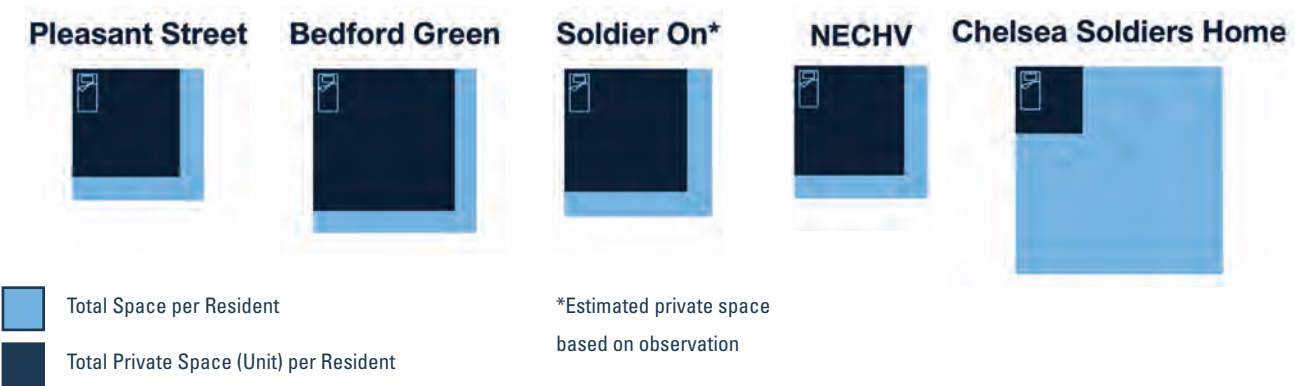 Pleasant Street
Bedford Green
Soldier On*
NECHV
Chelsea Soldiers Home
Total Space per Resident
Total Private Space (Unit) per Resident
*Estimated private space
based on observation